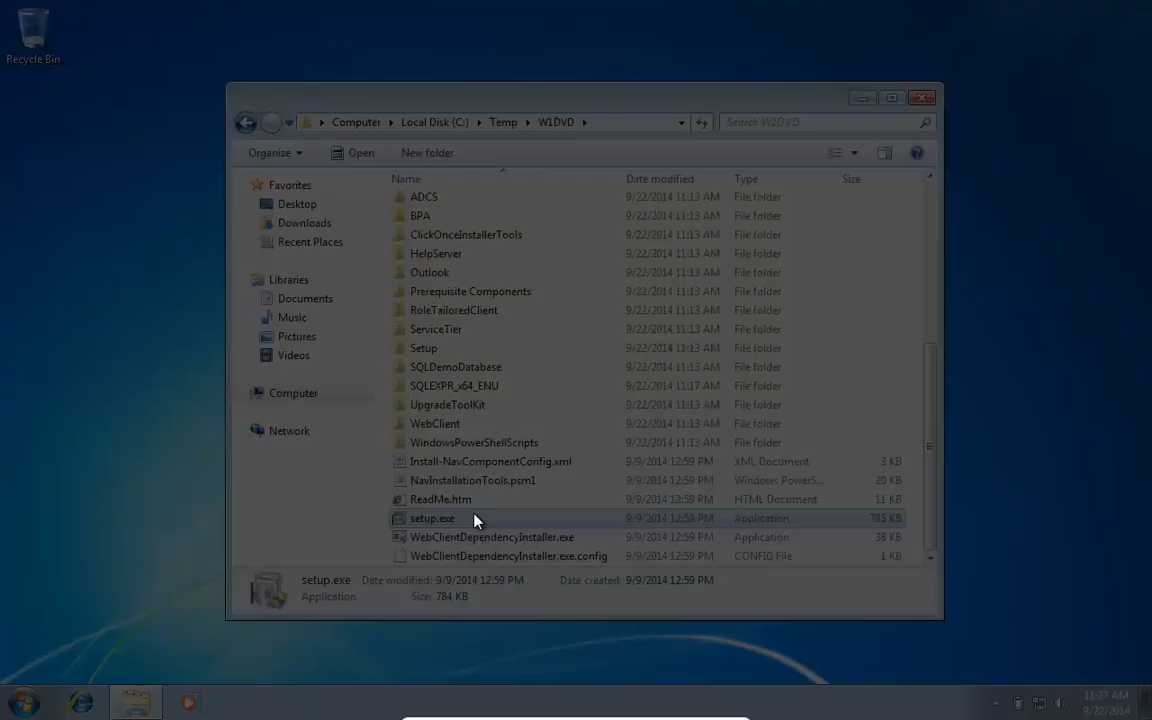 Recycle Bin
Computer Local Disk (C:) Temp W1DVD Search W1DVD
Organize Open New folder
Name Date modified Type Size
Favorites
Desktop
Downloads
Recent Places
Libraries
Documents
Music
Pictures
Videos
Computer
Network
ADCS 9/22/2014 11:13 AM File folder
BPA 9/22/2014 11:13 AM File folder
ClickOnceInstallerTools 9/22/2014 11:13 AM File folder
HelpServer 9/22/2014 11:13 AM File folder
Outlook 9/22/2014 11:13 AM File folder
Prerequisite Components 9/22/2014 11:13 AM File folder
RoleTailoredClient 9/22/2014 11:13 AM File folder
ServiceTier 9/22/2014 11:13 AM File folder
Setup 9/22/2014 11:13 AM File folder
SQLDemoDatabase 9/22/2014 11:13 AM File folder
SQLEXPR_x64_ENU 9/22/2014 11:17 AM File folder
UpgradeToolKit 9/22/2014 11:13 AM File folder
WebClient 9/22/2014 11:13 AM File folder
WindowsPowerShellScripts 9/22/2014 11:13 AM File folder
Install-NavComponentConfig.xml 9/9/2014 12:59 PM XML Document 3 KB
NavInstallationTools.psm1 9/9/2014 12:59 PM Windows PowerS... 20 KB
ReadMe.htm 9/9/2014 12:59 PM HTML Document 11 KB
setup.exe 9/9/2014 12:59 PM Application 785 KB
WebClientDependencyInstaller.exe 9/9/2014 12:59 PM Application 38 KB
WebClientDependencyInstaller.exe.config 9/9/2014 12:59 PM CONFIG File 1 KB
setup.exe Date modified: 9/9/2014 12:59 PM Date created: 9/9/2014 12:59 PM
Application Size: 784 KB
11:27 AM
9/22/2014